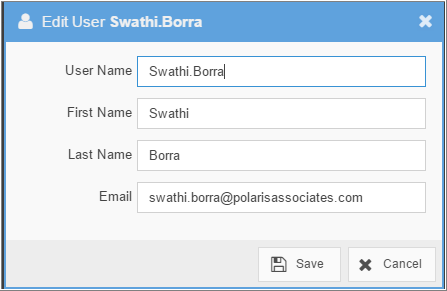 Edit User Swathi.Borra
User Name Swathi.Borra
First Name Swathi
Last Name Borra
Email swathi.borra@polarisassociates.com
Save Cancel